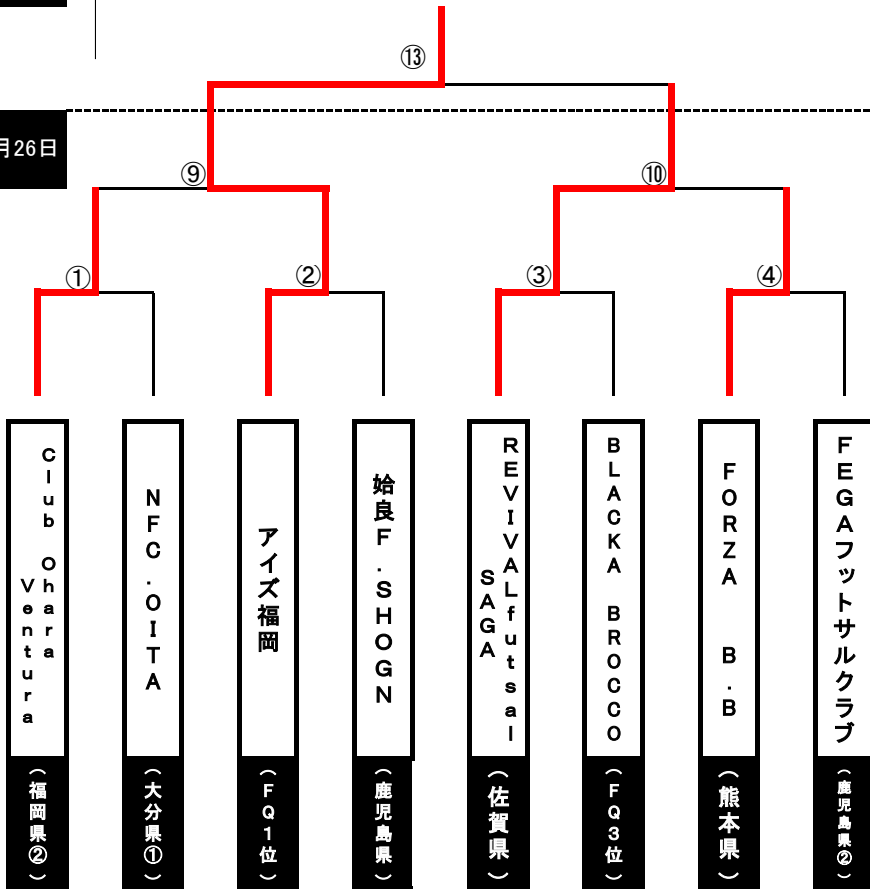 ⑬
月26日
⑨
⑩
①
②
③
④
Club Ohara
Ventura
NFC.OITA
アイズ福岡
姶良F.SHOGN
REVIVALfutsal
SAGA
BLACKA BROCCO
FORZA B.B
FEGAフットサルクラブ
(福岡県②)
(大分県①)
(FQ1位)
(鹿児島県)
(佐賀県)
(FQ3位)
(熊本県)
(鹿児島県②)